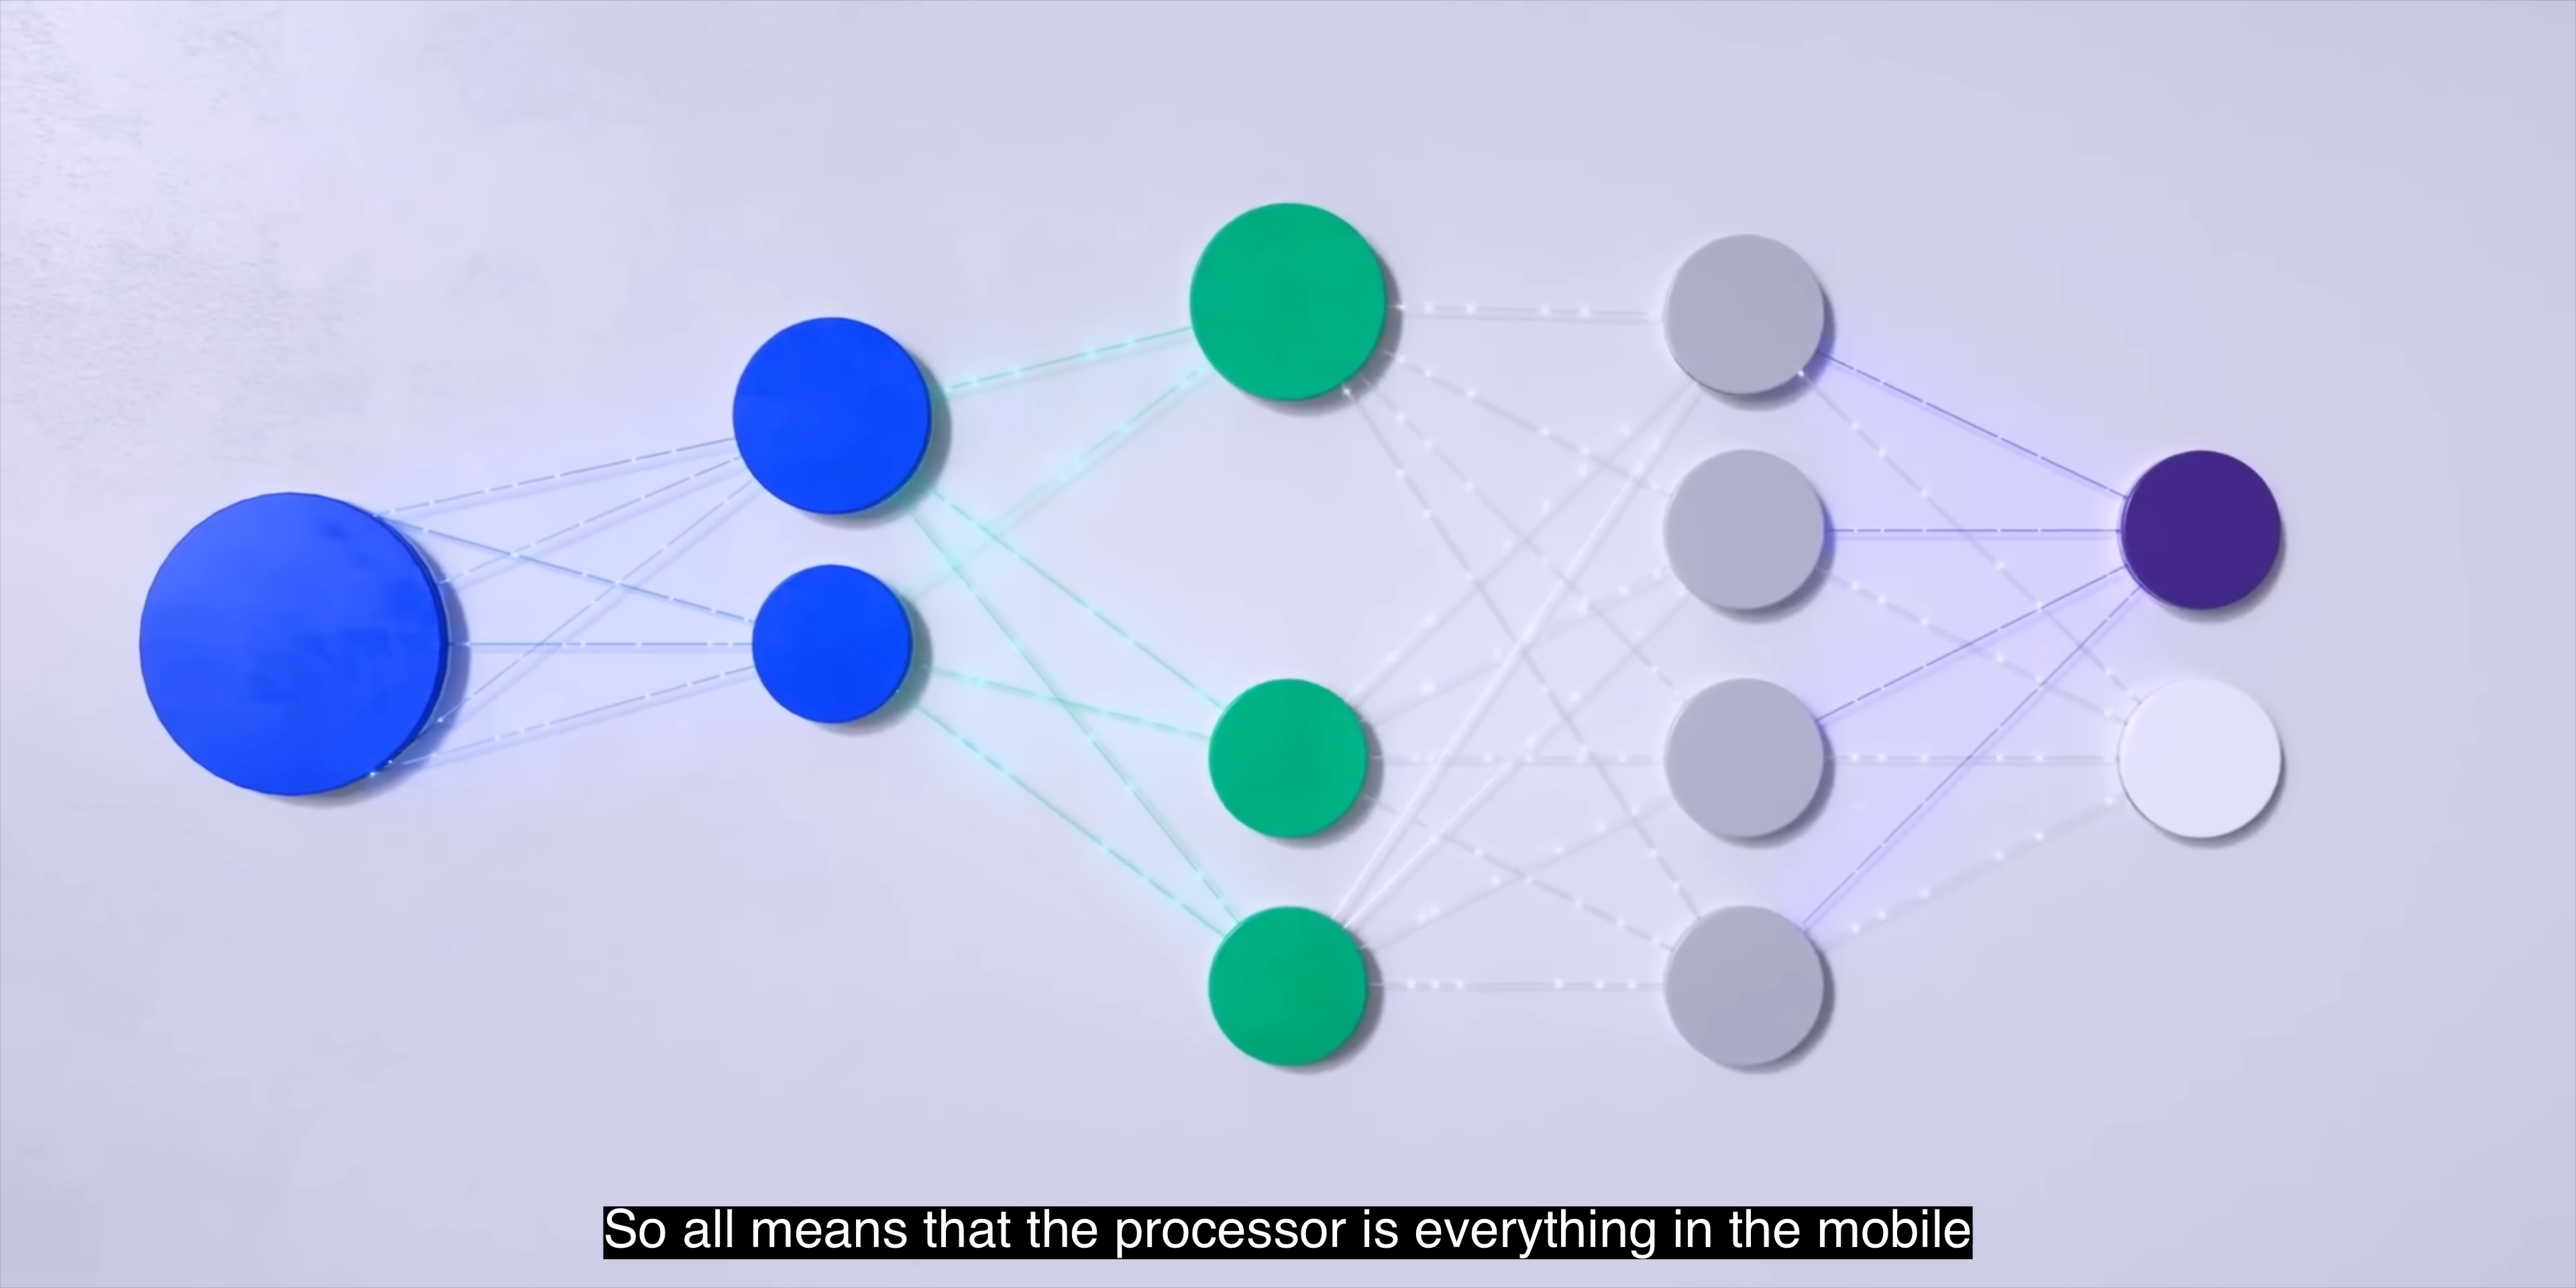 So all means that the processor is everything in the mobile